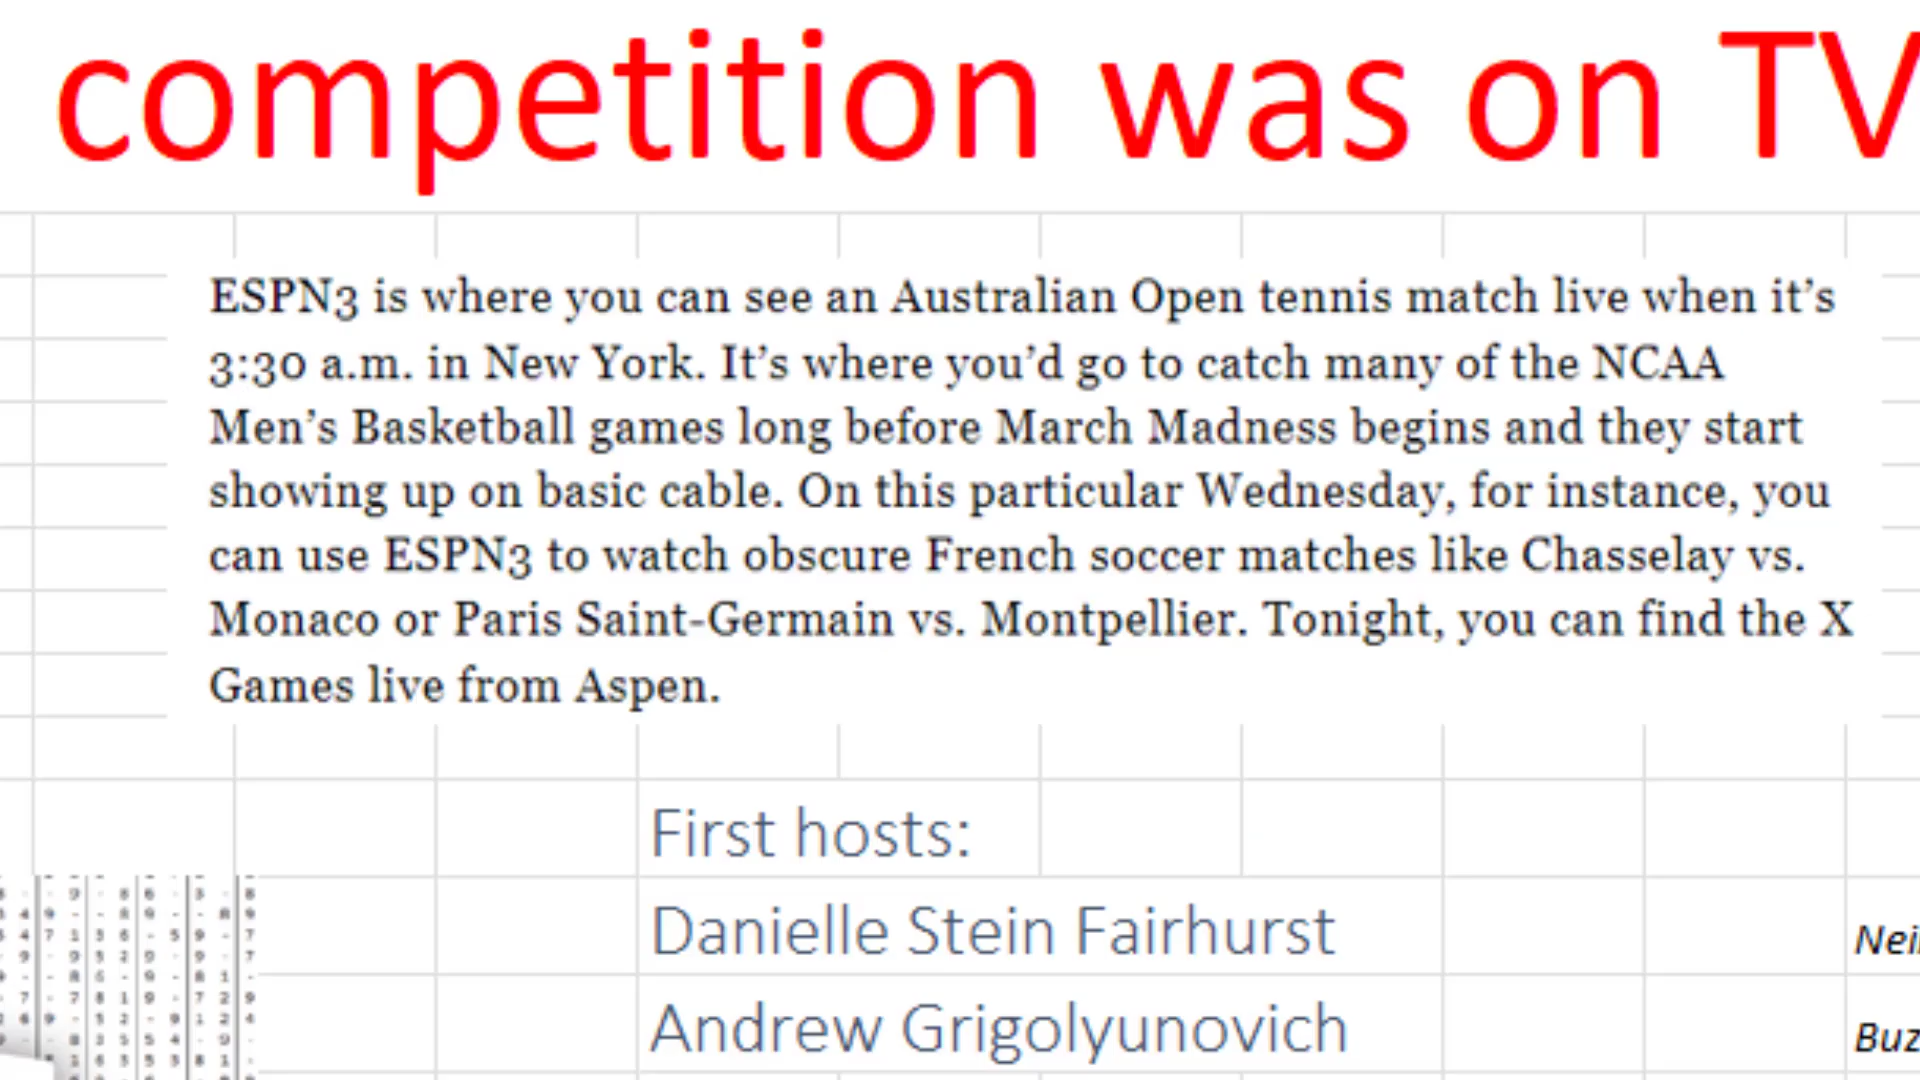 competition was on TV
ESPN3 is where you can see an Australian Open tennis match live when it’s
3:30 a.m. in New York. It’s where you’d go to catch many of the NCAA
Men’s Basketball games long before March Madness begins and they start
showing up on basic cable. On this particular Wednesday, for instance, you
can use ESPN3 to watch obscure French soccer matches like Chasselay vs.
Monaco or Paris Saint-Germain vs. Montpellier. Tonight, you can find the X
Games live from Aspen.
First hosts:
Danielle Stein Fairhurst
Andrew Grigolyunovich